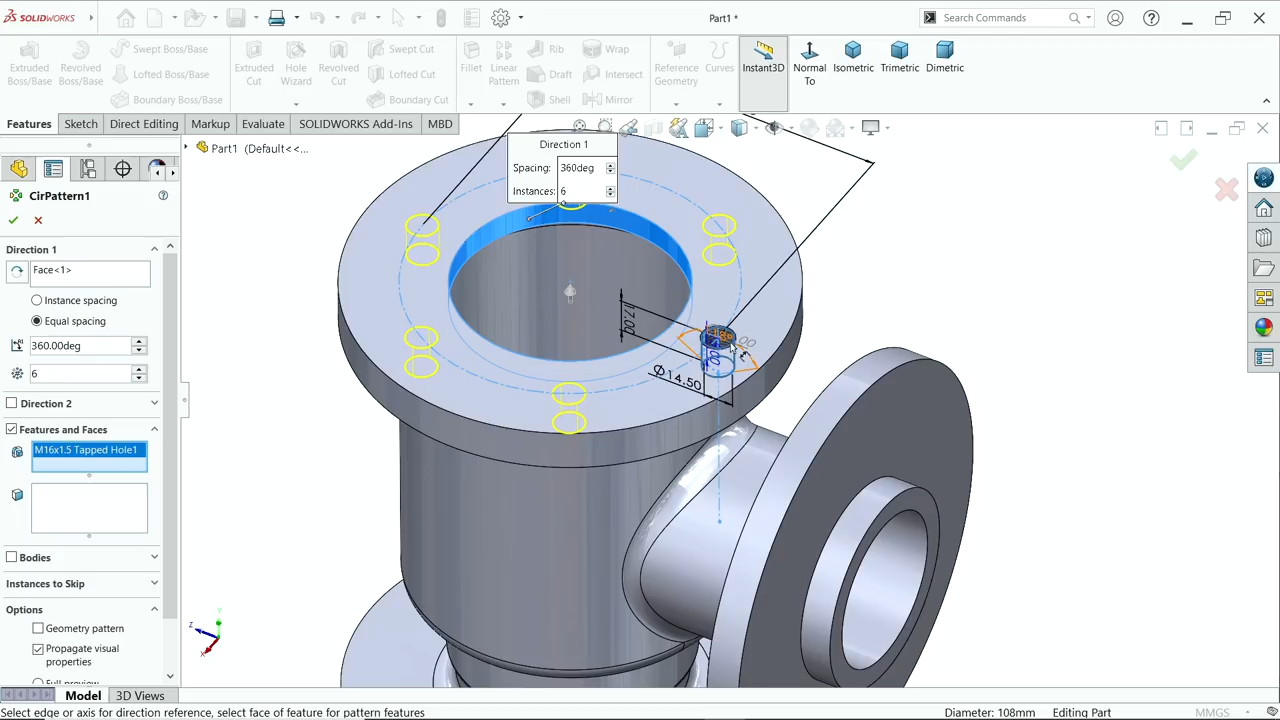 SOLIDWORKS
Part1 *
Search Commands
Extruded Boss/Base
Revolved Boss/Base
Swept Boss/Base
Lofted Boss/Base
Boundary Boss/Base
Extruded Cut
Hole Wizard
Revolved Cut
Swept Cut
Lofted Cut
Boundary Cut
Fillet
Linear Pattern
Rib
Draft
Shell
Wrap
Intersect
Mirror
Reference Geometry
Curves
Instant3D
Normal To
Isometric
Trimetric
Dimetric
Features
Sketch
Direct Editing
Markup
Evaluate
SOLIDWORKS Add-Ins
MBD
Part1 (Default<<...
CirPattern1
Direction 1
Face<1>
Instance spacing
Equal spacing
360.00deg
6
Direction 2
Features and Faces
M16x1.5 Tapped Hole1
Bodies
Instances to Skip
Options
Geometry pattern
Propagate visual properties
Direction 1
Spacing: 360deg
Instances: 6
Ø14.50
Y
Z
X
Model
3D Views
Select edge or axis for direction reference, select face of feature for pattern features
Diameter: 108mm
Editing Part
MMGS